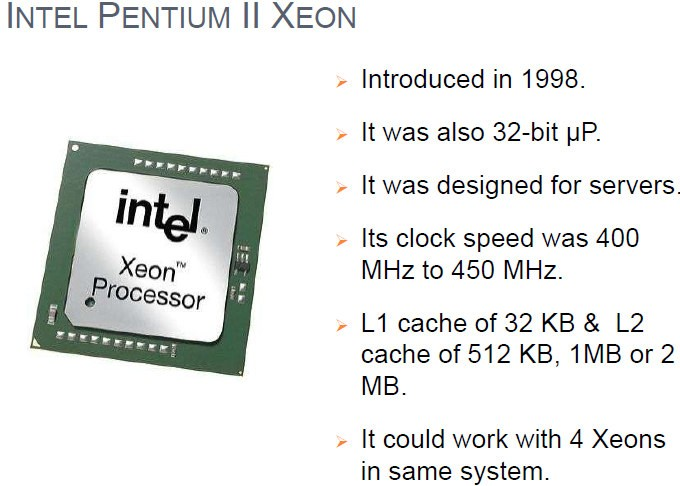 INTEL PENTIUM II XEON
Introduced in 1998.
It was also 32-bit µP.
It was designed for servers.
Its clock speed was 400
MHz to 450 MHz.
L1 cache of 32 KB & L2
cache of 512 KB, 1MB or 2
MB.
It could work with 4 Xeons
in same system.
intel®
Xeon™
Processor